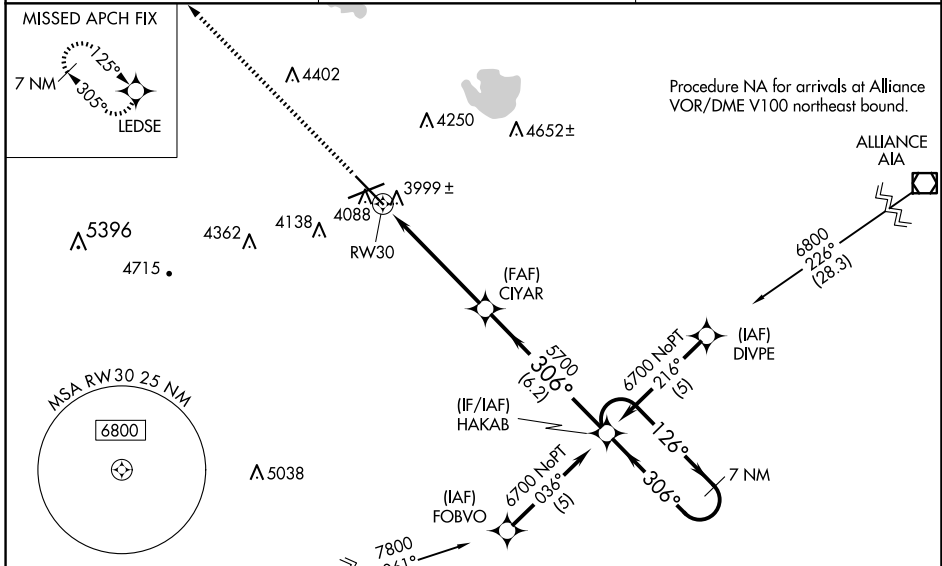 MISSED APCH FIX
125°
7 NM
305°
LEDSE
4402
4250
4652±
Procedure NA for arrivals at Alliance
VOR/DME V100 northeast bound.
ALLIANCE
AIA
3999±
4088
4138
4362
5396
4715
RW30
6800
226°
(28.3)
(FAF)
CIYAR
(IAF)
DIVPE
5700
306°
(6.2)
6700 NoPT
216°
(5)
(IF/IAF)
HAKAB
126°
306°
7 NM
MSA RW30 25 NM
6800
5038
6700 NoPT
036°
(5)
(IAF)
FOBVO
7800